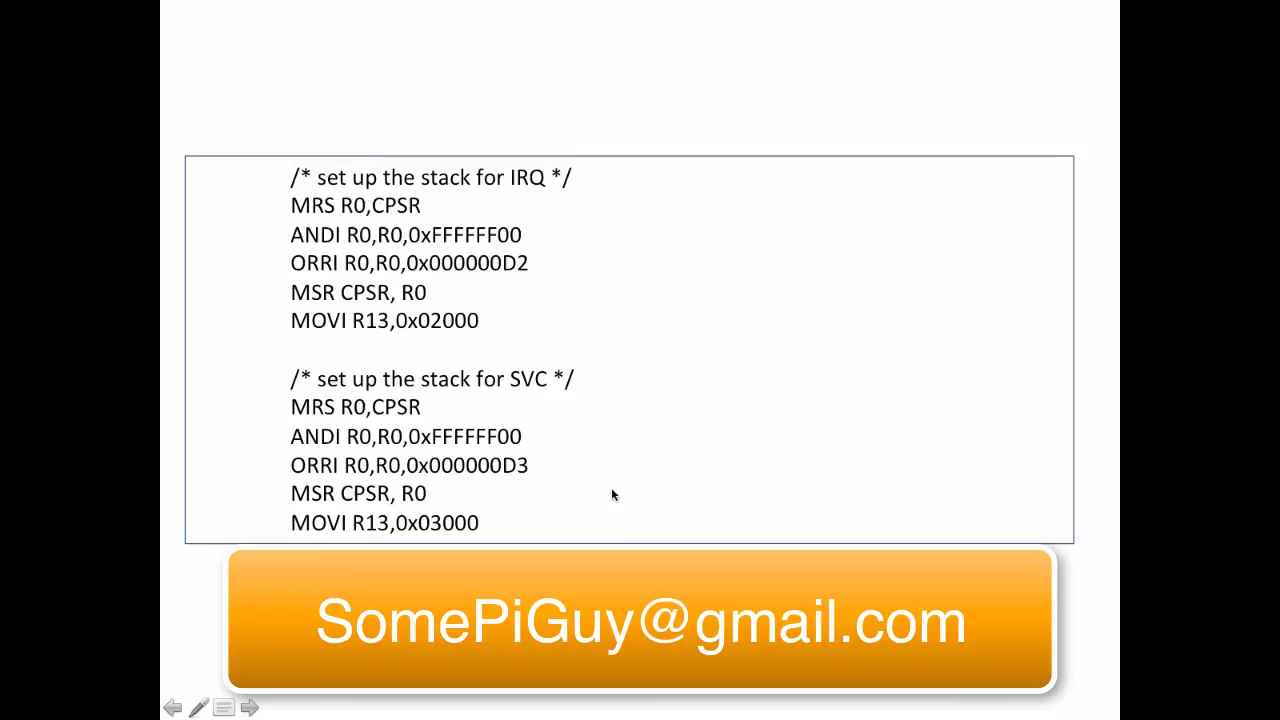 /* set up the stack for IRQ */
MRS R0,CPSR
ANDI R0,R0,0xFFFFFF00
ORRI R0,R0,0x000000D2
MSR CPSR, R0
MOVI R13,0x02000
/* set up the stack for SVC */
MRS R0,CPSR
ANDI R0,R0,0xFFFFFF00
ORRI R0,R0,0x000000D3
MSR CPSR, R0
MOVI R13,0x03000
SomePiGuy@gmail.com